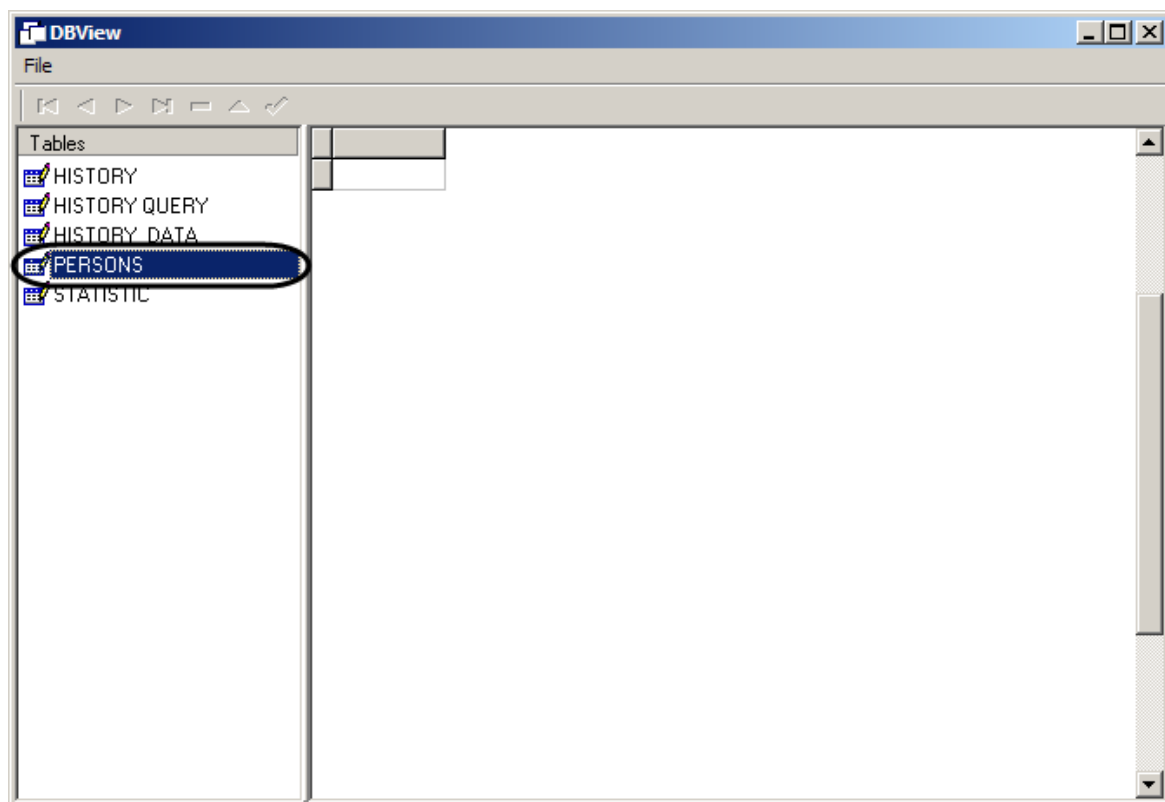 DBView
File
Tables
HISTORY
HISTORY QUERY
HISTORY_DATA
PERSONS
STATISTIC